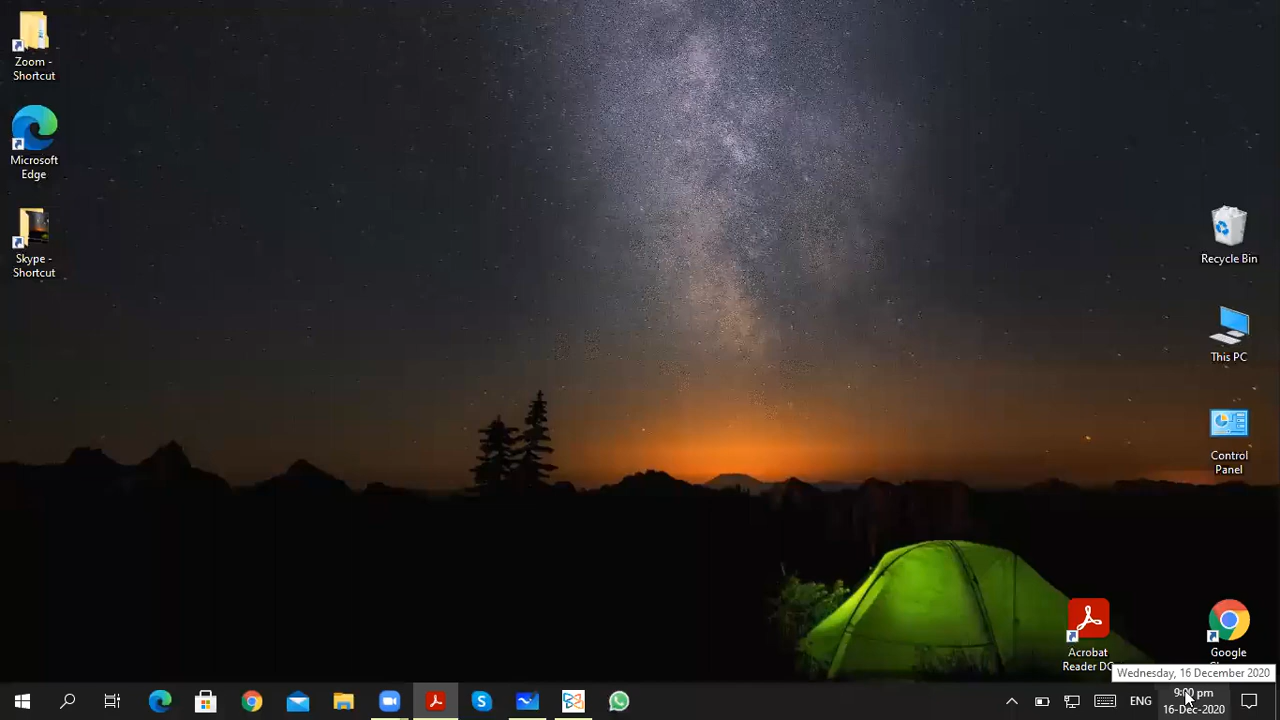 Zoom -
Shortcut
Microsoft
Edge
Skype -
Shortcut
Recycle Bin
This PC
Control
Panel
Acrobat
Reader DC
Google
Wednesday, 16 December 2020
ENG
9:00 pm
16-Dec-2020